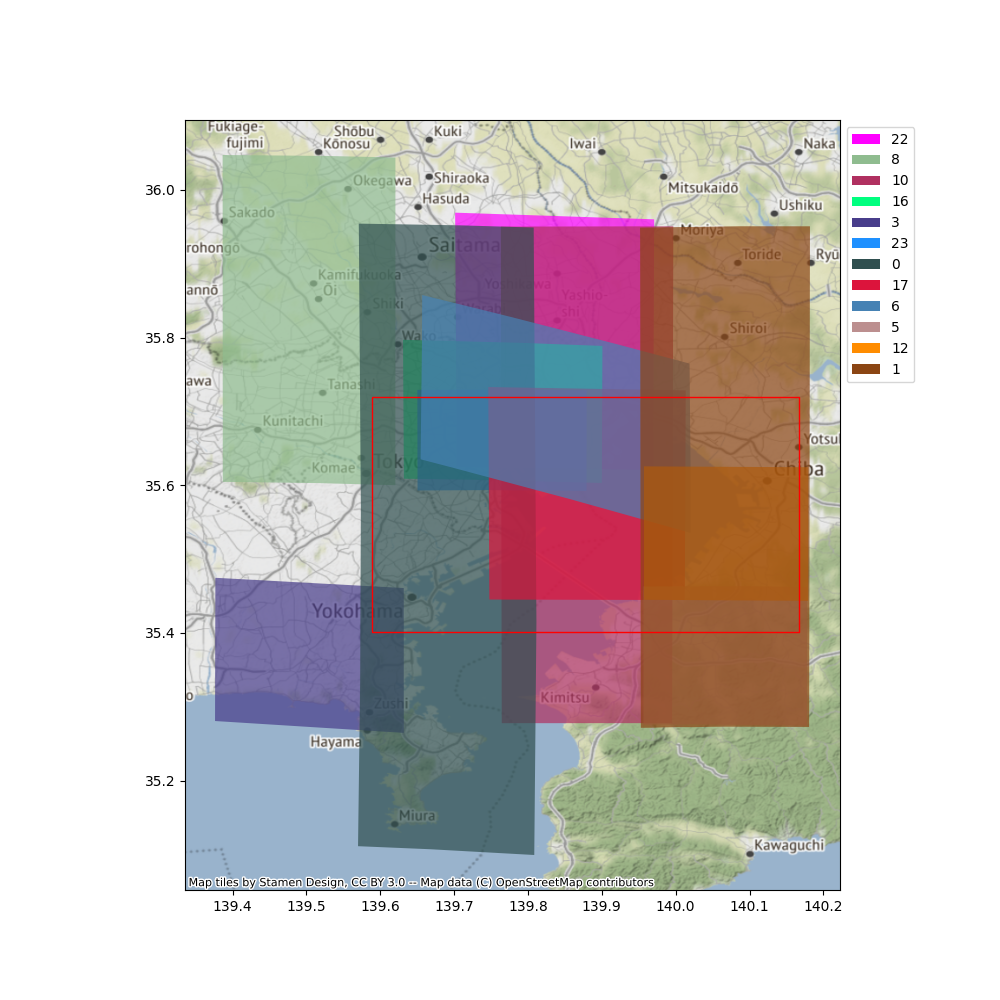 Fukiage-
fujimi
Shōbu
Kōnosu
Kuki
Iwai
Naka
Okegawa
Shiraoka
Hasuda
Mitsukaidō
Ushiku
Sakado
Moriya
Toride
Ryū
rohongō
Saitama
annō
Kamifukuoka
Ōi
Yashio-
shi
Shiki
Wakō
Shiroi
awa
Tanashi
Kunitachi
Komae
Tokyo
Yotsu
Chiba
Yokohama
Kimitsu
Zushi
Hayama
Miura
Kawaguchi
o
Map tiles by Stamen Design, CC BY 3.0 -- Map data (C) OpenStreetMap contributors
36.0
35.8
35.6
35.4
35.2
139.4 139.5 139.6 139.7 139.8 139.9 140.0 140.1 140.2
22
8
10
16
3
23
0
17
6
5
12
1